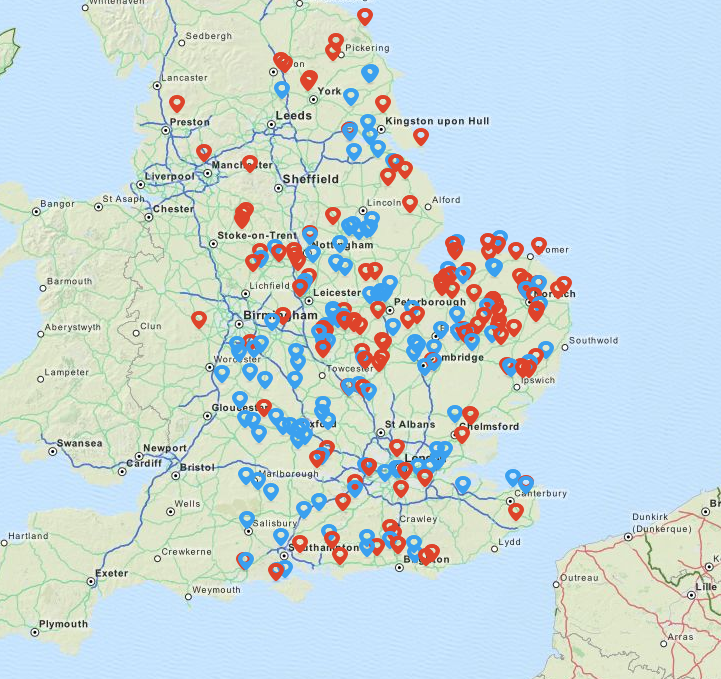 Whitehaven
Sedbergh
Pickering
Lancaster
York
Preston
Leeds
Kingston upon Hull
Manchester
Liverpool
Sheffield
St Asaph
Bangor
Chester
Lincoln
Alford
Stoke-on-Trent
Nottingham
Cromer
Barmouth
Lichfield
Leicester
Peterborough
Norwich
Birmingham
Aberystwyth
Clun
Southwold
Worcester
Cambridge
Lampeter
Towcester
Ipswich
Gloucester
Oxford
St Albans
Chelmsford
Swansea
Newport
London
Cardiff
Bristol
Marlborough
Canterbury
Wells
Hartland
Salisbury
Crawley
Dunkirk
(Dunkerque)
Br
Crewkerne
Southampton
Lydd
Brighton
Exeter
Weymouth
Outreau
Ko
Lille
Plymouth
Arras